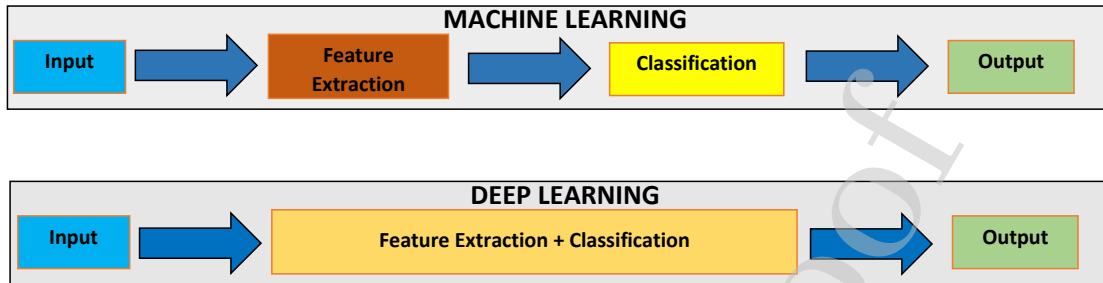 MACHINE LEARNING
Input
Feature
Extraction
Classification
Output
DEEP LEARNING
Input
Feature Extraction + Classification
Output